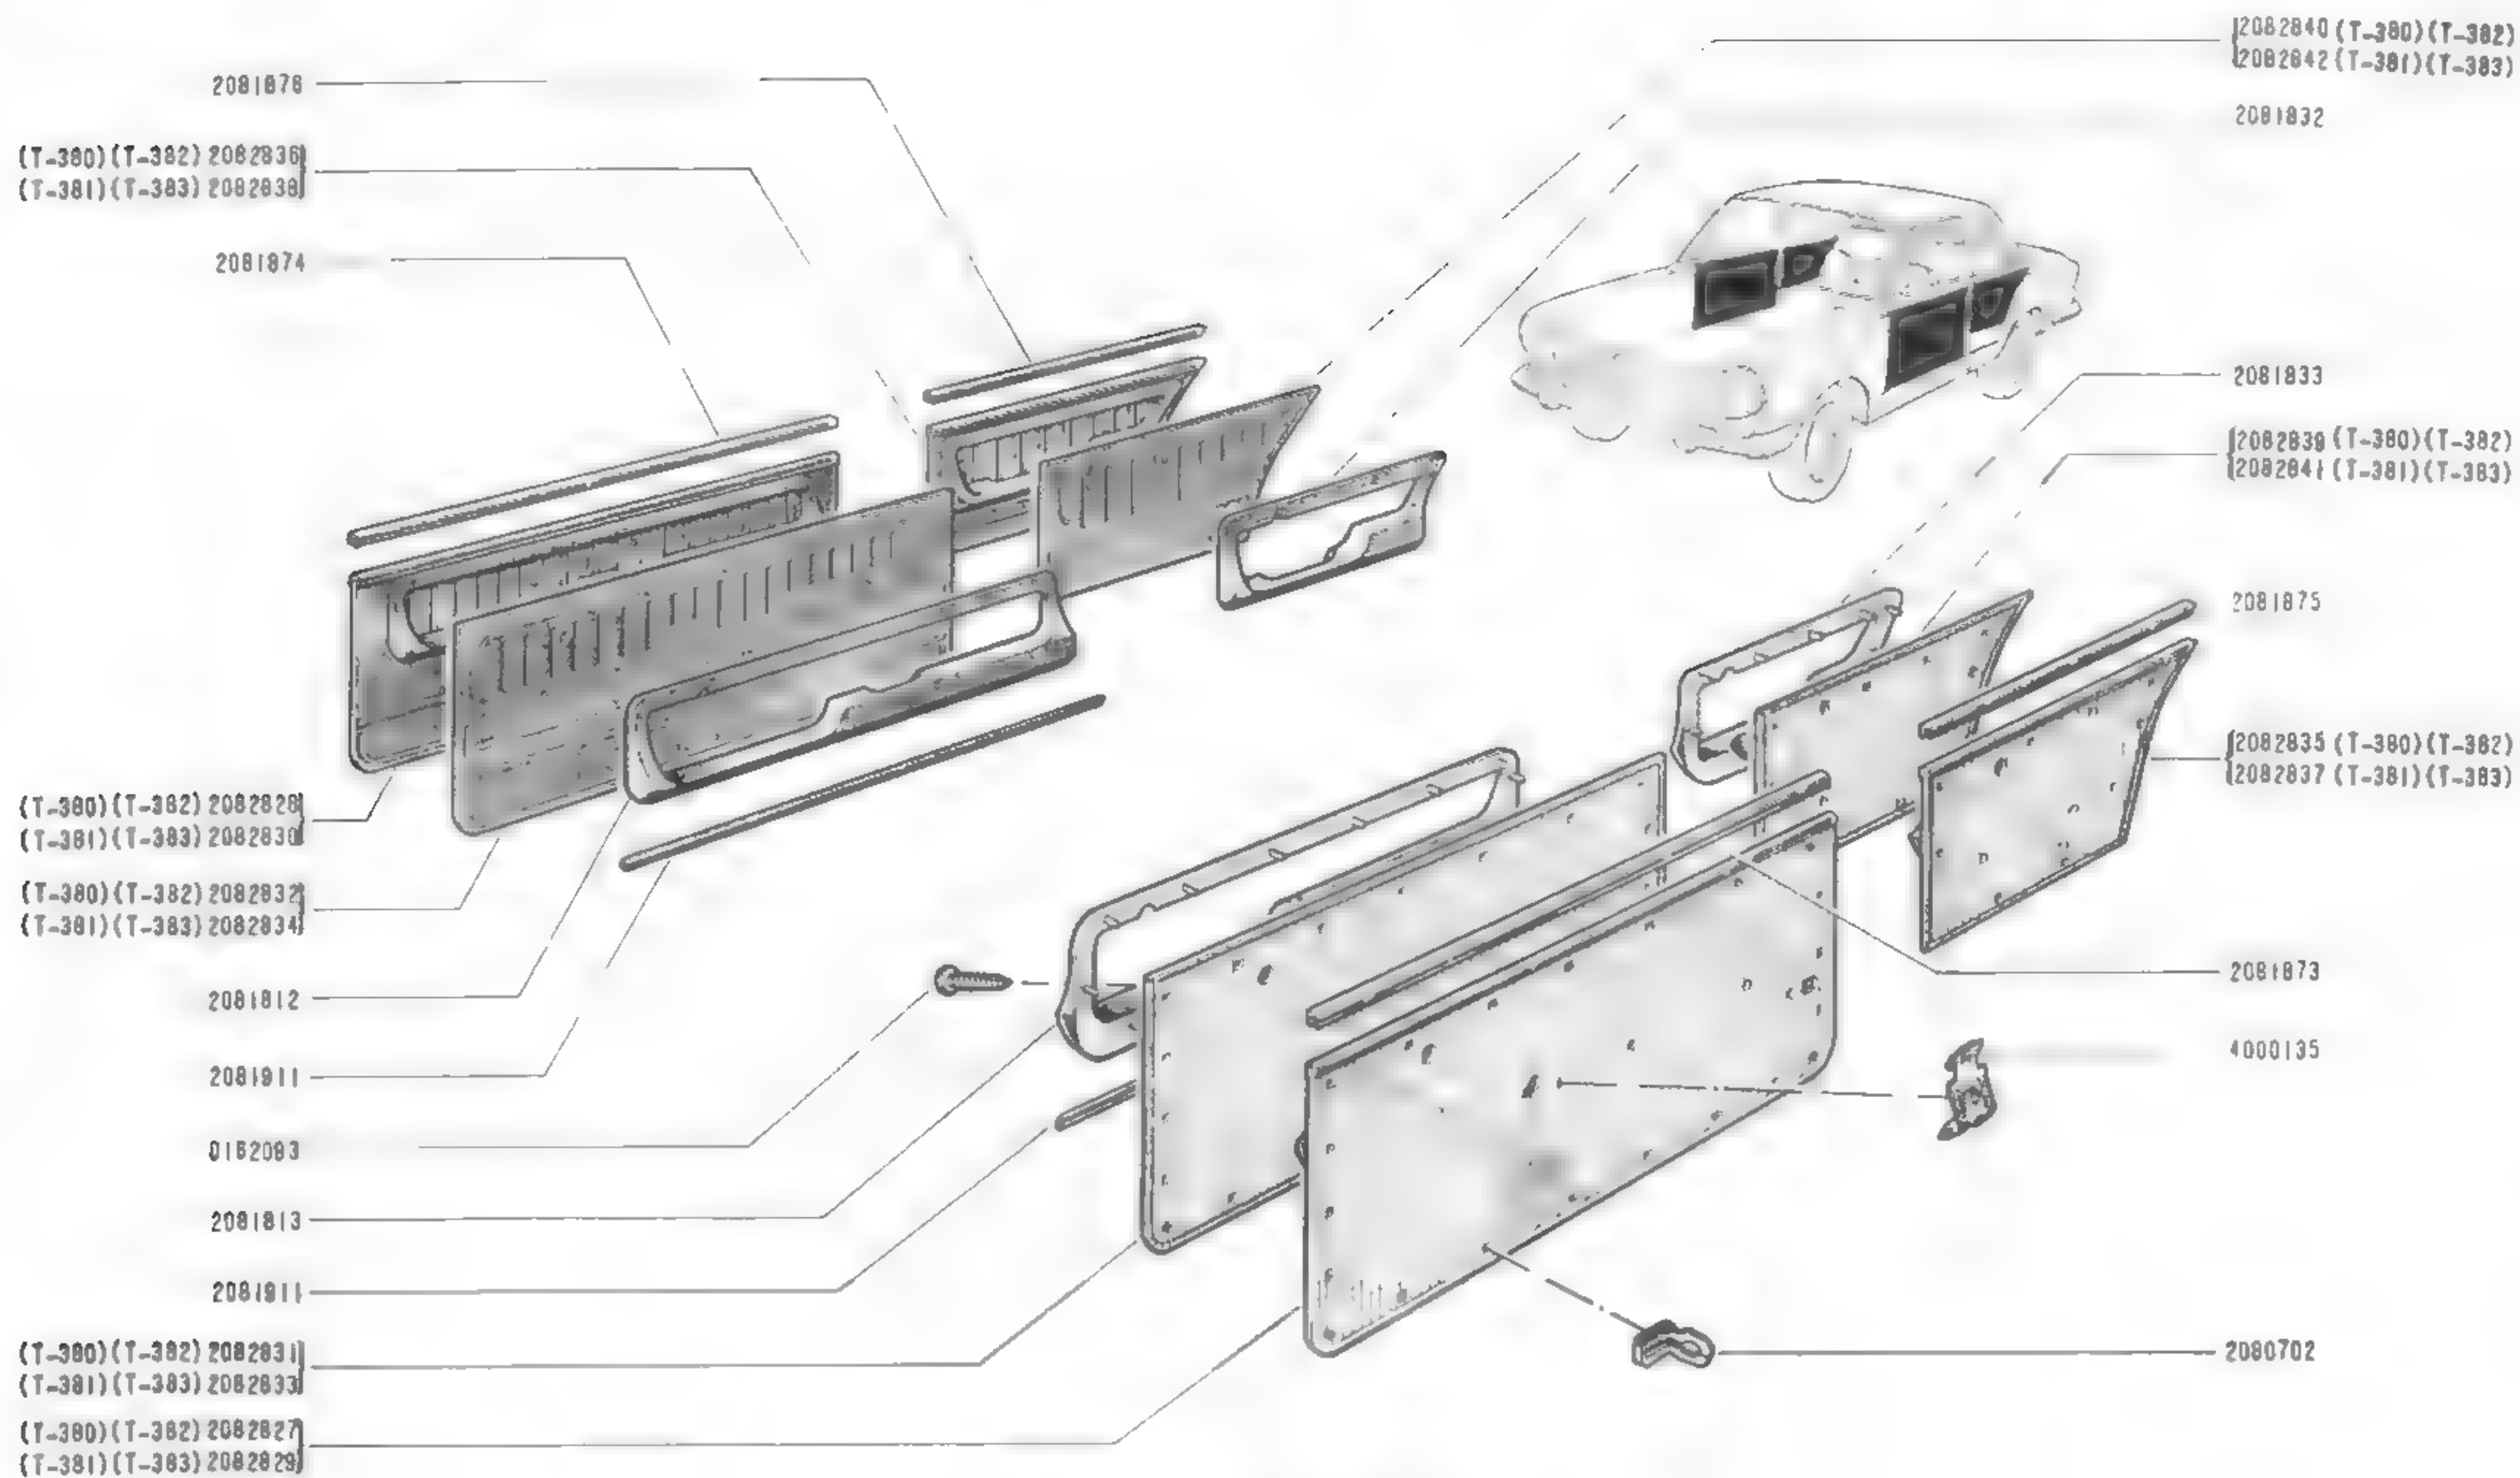 2081876
(T-380)(T-382) 2082836
(T-381)(T-383) 2082838
2081874
(T-380)(T-382) 2082828
(T-381)(T-383) 2082830
(T-380)(T-382) 2082832
(T-381)(T-383) 2082834
2081812
2081911
0152093
2081813
2081911
(T-380)(T-382) 2082831
(T-381)(T-383) 2082833
(T-380)(T-382) 2082827
(T-381)(T-383) 2082829
2082840 (T-380)(T-382)
2082842 (T-381)(T-383)
2081832
2081833
2082839 (T-380)(T-382)
2082841 (T-381)(T-383)
2081875
2082835 (T-380)(T-382)
2082837 (T-381)(T-383)
2081873
4000135
2080702